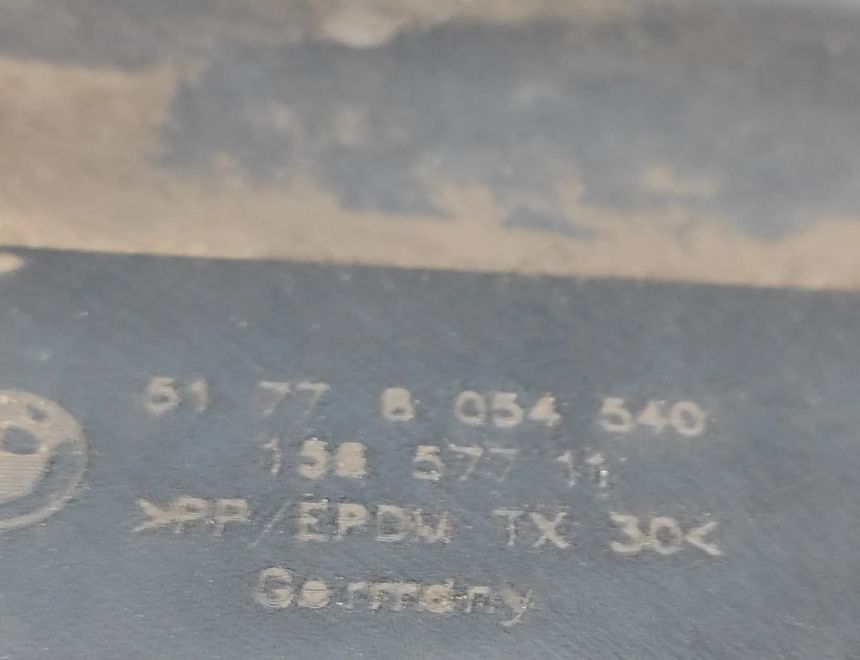 51 77 8 054 540
158 577 11
>PP/EPDM TX 30<
Germany